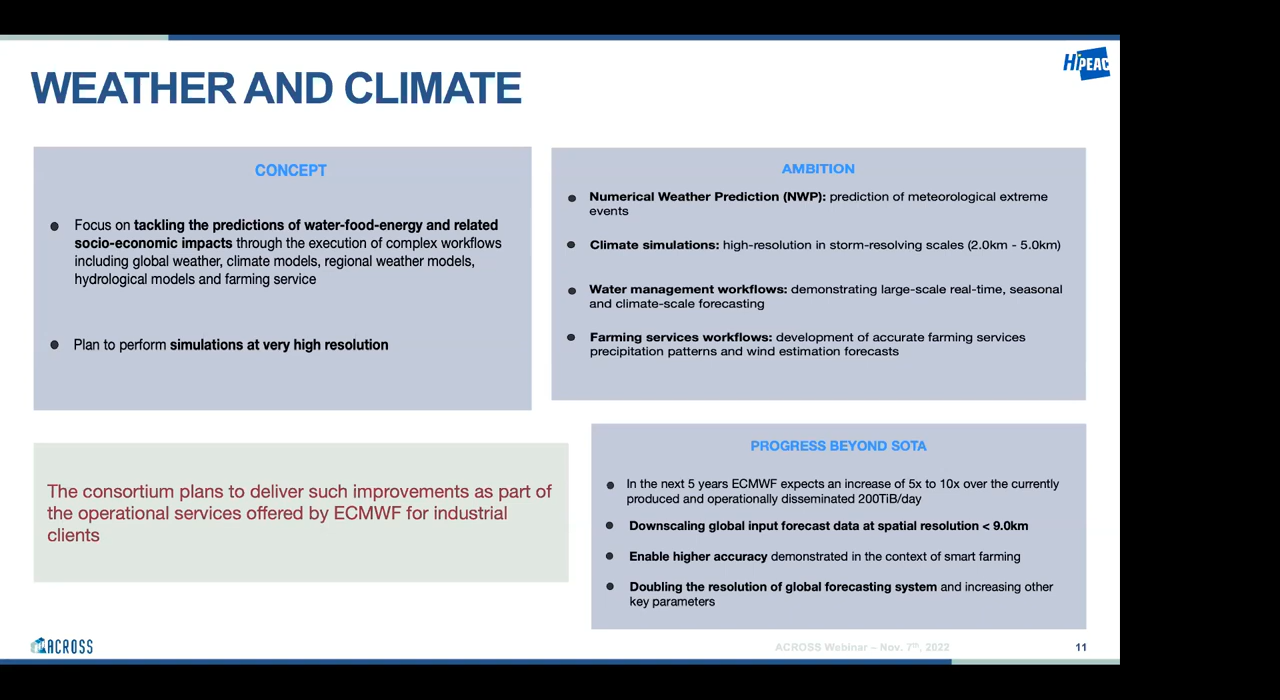 WEATHER AND CLIMATE
HiPEAC
CONCEPT
Focus on tackling the predictions of water-food-energy and related
socio-economic impacts through the execution of complex workflows
including global weather, climate models, regional weather models,
hydrological models and farming service
Plan to perform simulations at very high resolution
AMBITION
Numerical Weather Prediction (NWP): prediction of meteorological extreme
events
Climate simulations: high-resolution in storm-resolving scales (2.0km - 5.0km)
Water management workflows: demonstrating large-scale real-time, seasonal
and climate-scale forecasting
Farming services workflows: development of accurate farming services
precipitation patterns and wind estimation forecasts
The consortium plans to deliver such improvements as part of
the operational services offered by ECMWF for industrial
clients
PROGRESS BEYOND SOTA
In the next 5 years ECMWF expects an increase of 5x to 10x over the currently
produced and operationally disseminated 200TiB/day
Downscaling global input forecast data at spatial resolution < 9.0km
Enable higher accuracy demonstrated in the context of smart farming
Doubling the resolution of global forecasting system and increasing other
key parameters
ACROSS
ACROSS Webinar – Nov. 7th, 2022
11